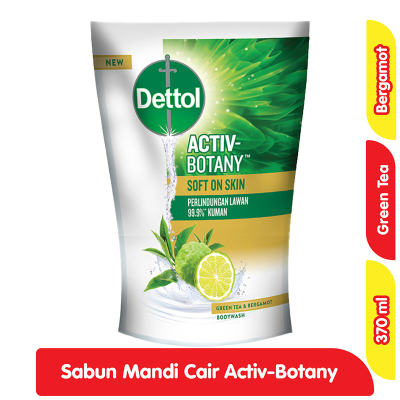 NEW
Dettol
ACTIV-
BOTANY™
SOFT ON SKIN
PERLINDUNGAN LAWAN
99.9%* KUMAN
GREEN TEA & BERGAMOT
BODYWASH
Bergamot
Green Tea
370 ml
Sabun Mandi Cair Activ-Botany